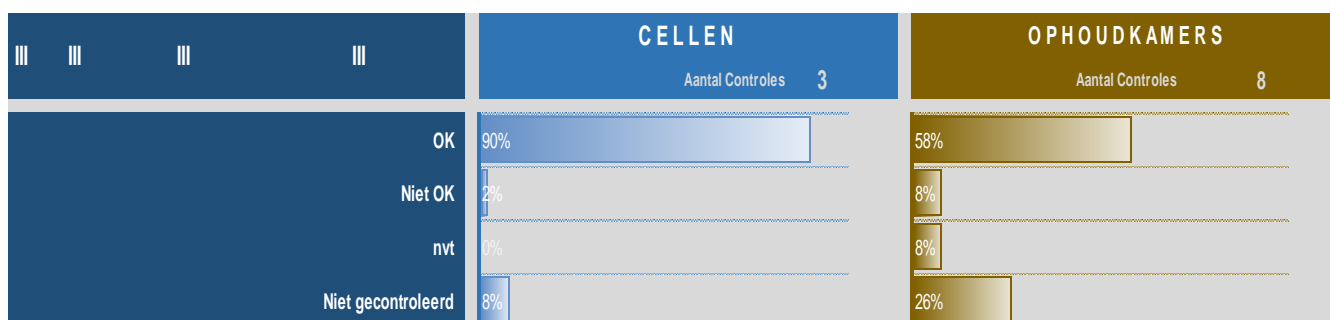 III III III III
CELLEN
Aantal Controles 3
OPHOUDKAMERS
Aantal Controles 8
OK 90% 58%
Niet OK 2% 8%
nvt 0% 8%
Niet gecontroleerd 8% 26%